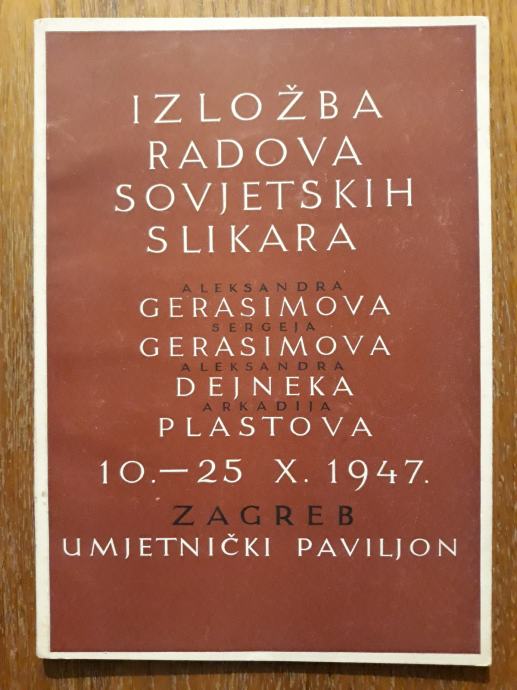 IZLOŽBA
RADOVA
SOVJETSKIH
SLIKARA
ALEKSANDRA
GERASIMOVA
SERGEJA
GERASIMOVA
ALEKSANDRA
DEJNEKA
ARKADIJA
PLASTOVA
10.—25 X. 1947.
ZAGREB
UMJETNIČKI PAVILJON